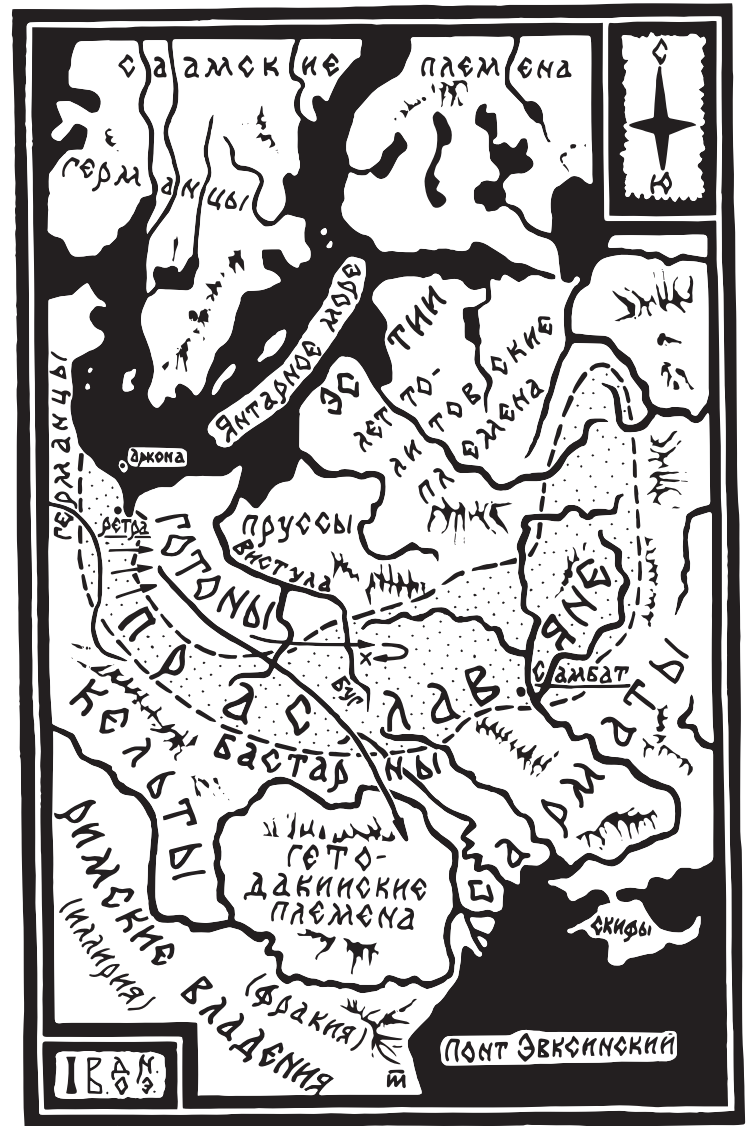 С
Ю
СААМСКИЕ ПЛЕМЕНА
ГЕРМАНЦЫ
ЯНТАРНОЕ МОРЕ
ЭСТИИ
ЛЕТТО-
ЛИТОВСКИЕ
ПЛЕМЕНА
ГЕРМАНЦЫ
АРКОНА
РЕТРА
ГОТОНЫ
ПРУССЫ
ВИСТУЛА
БУГ
ПРАСЛАВЯНЕ
САМБАТ
КЕЛЬТЫ
БАСТАРНЫ
САРМАТЫ
ГЕТО-
ДАКИЙСКИЕ
ПЛЕМЕНА
СКИФЫ
РИМСКИЕ ВЛАДЕНИЯ
(ИЛЛИРИЯ)
(ФРАКИЯ)
ПОНТ ЭВКСИНСКИЙ
I В. ДО Н. Э.